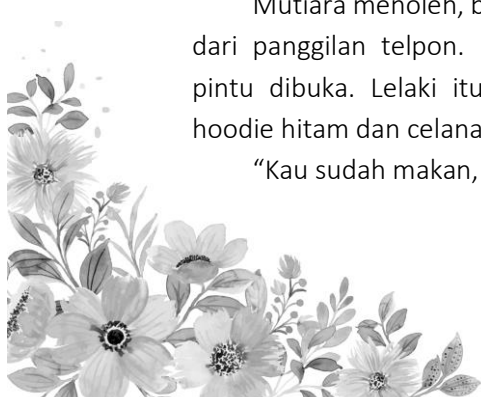 Mutiara menoleh, b
dari panggilan telpon.
pintu dibuka. Lelaki itu
hoodie hitam dan celana
“Kau sudah makan,